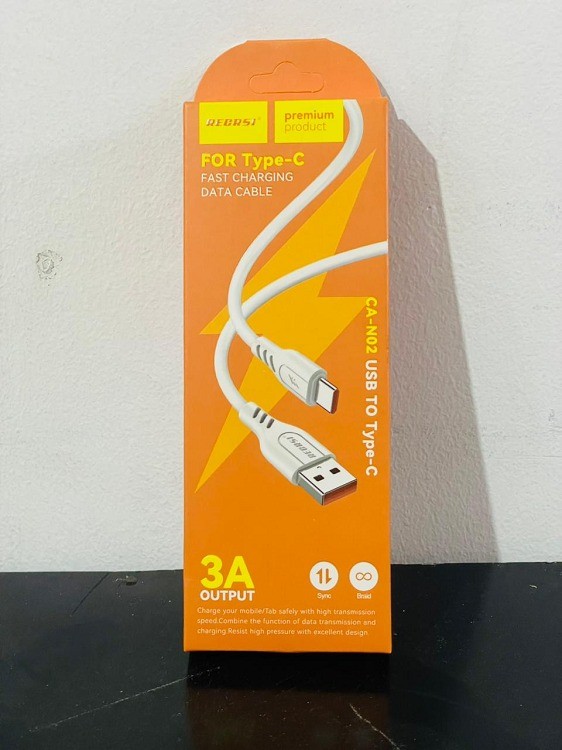 REGRSI
premium
product
FOR Type-C
FAST CHARGING
DATA CABLE
CA-N02 USB TO Type-C
REGRSI
3A
OUTPUT
Sync
Braid
Charge your mobile/Tab safely with high transmission
speed.Combine the function of data transmission and
charging.Resist high pressure with excellent design.